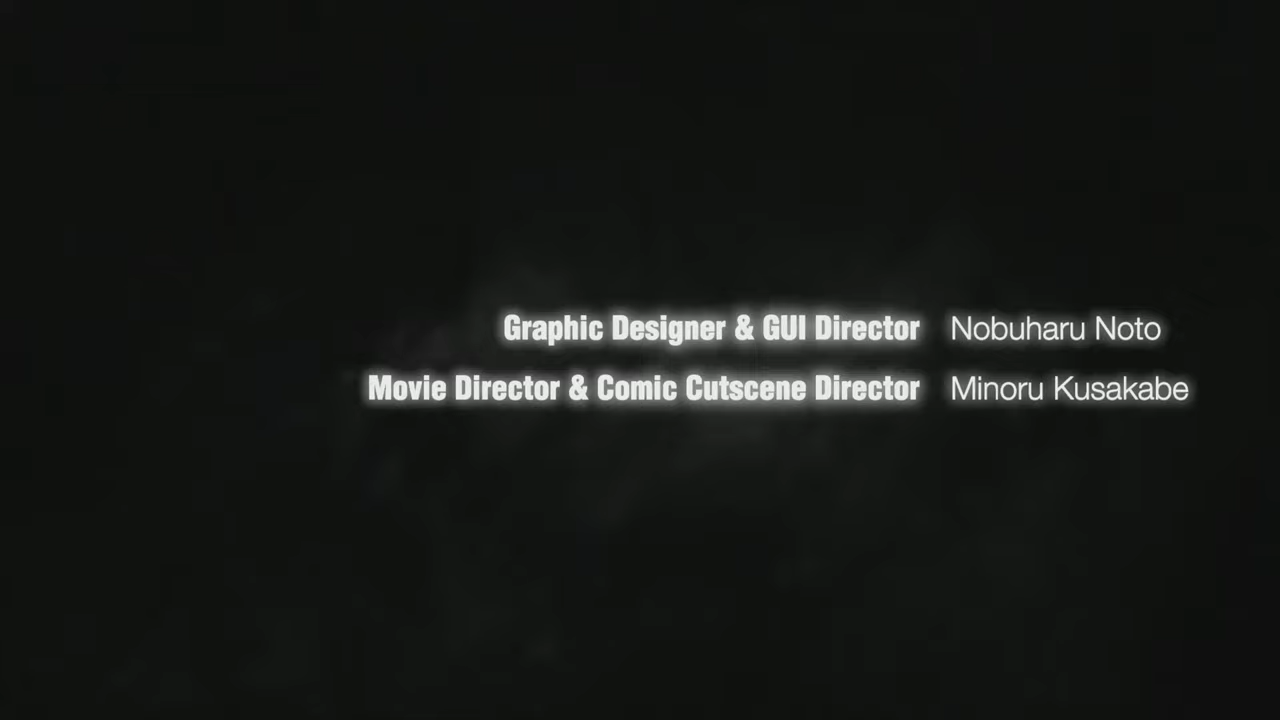 Graphic Designer & GUI Director Nobuharu Noto
Movie Director & Comic Cutscene Director Minoru Kusakabe